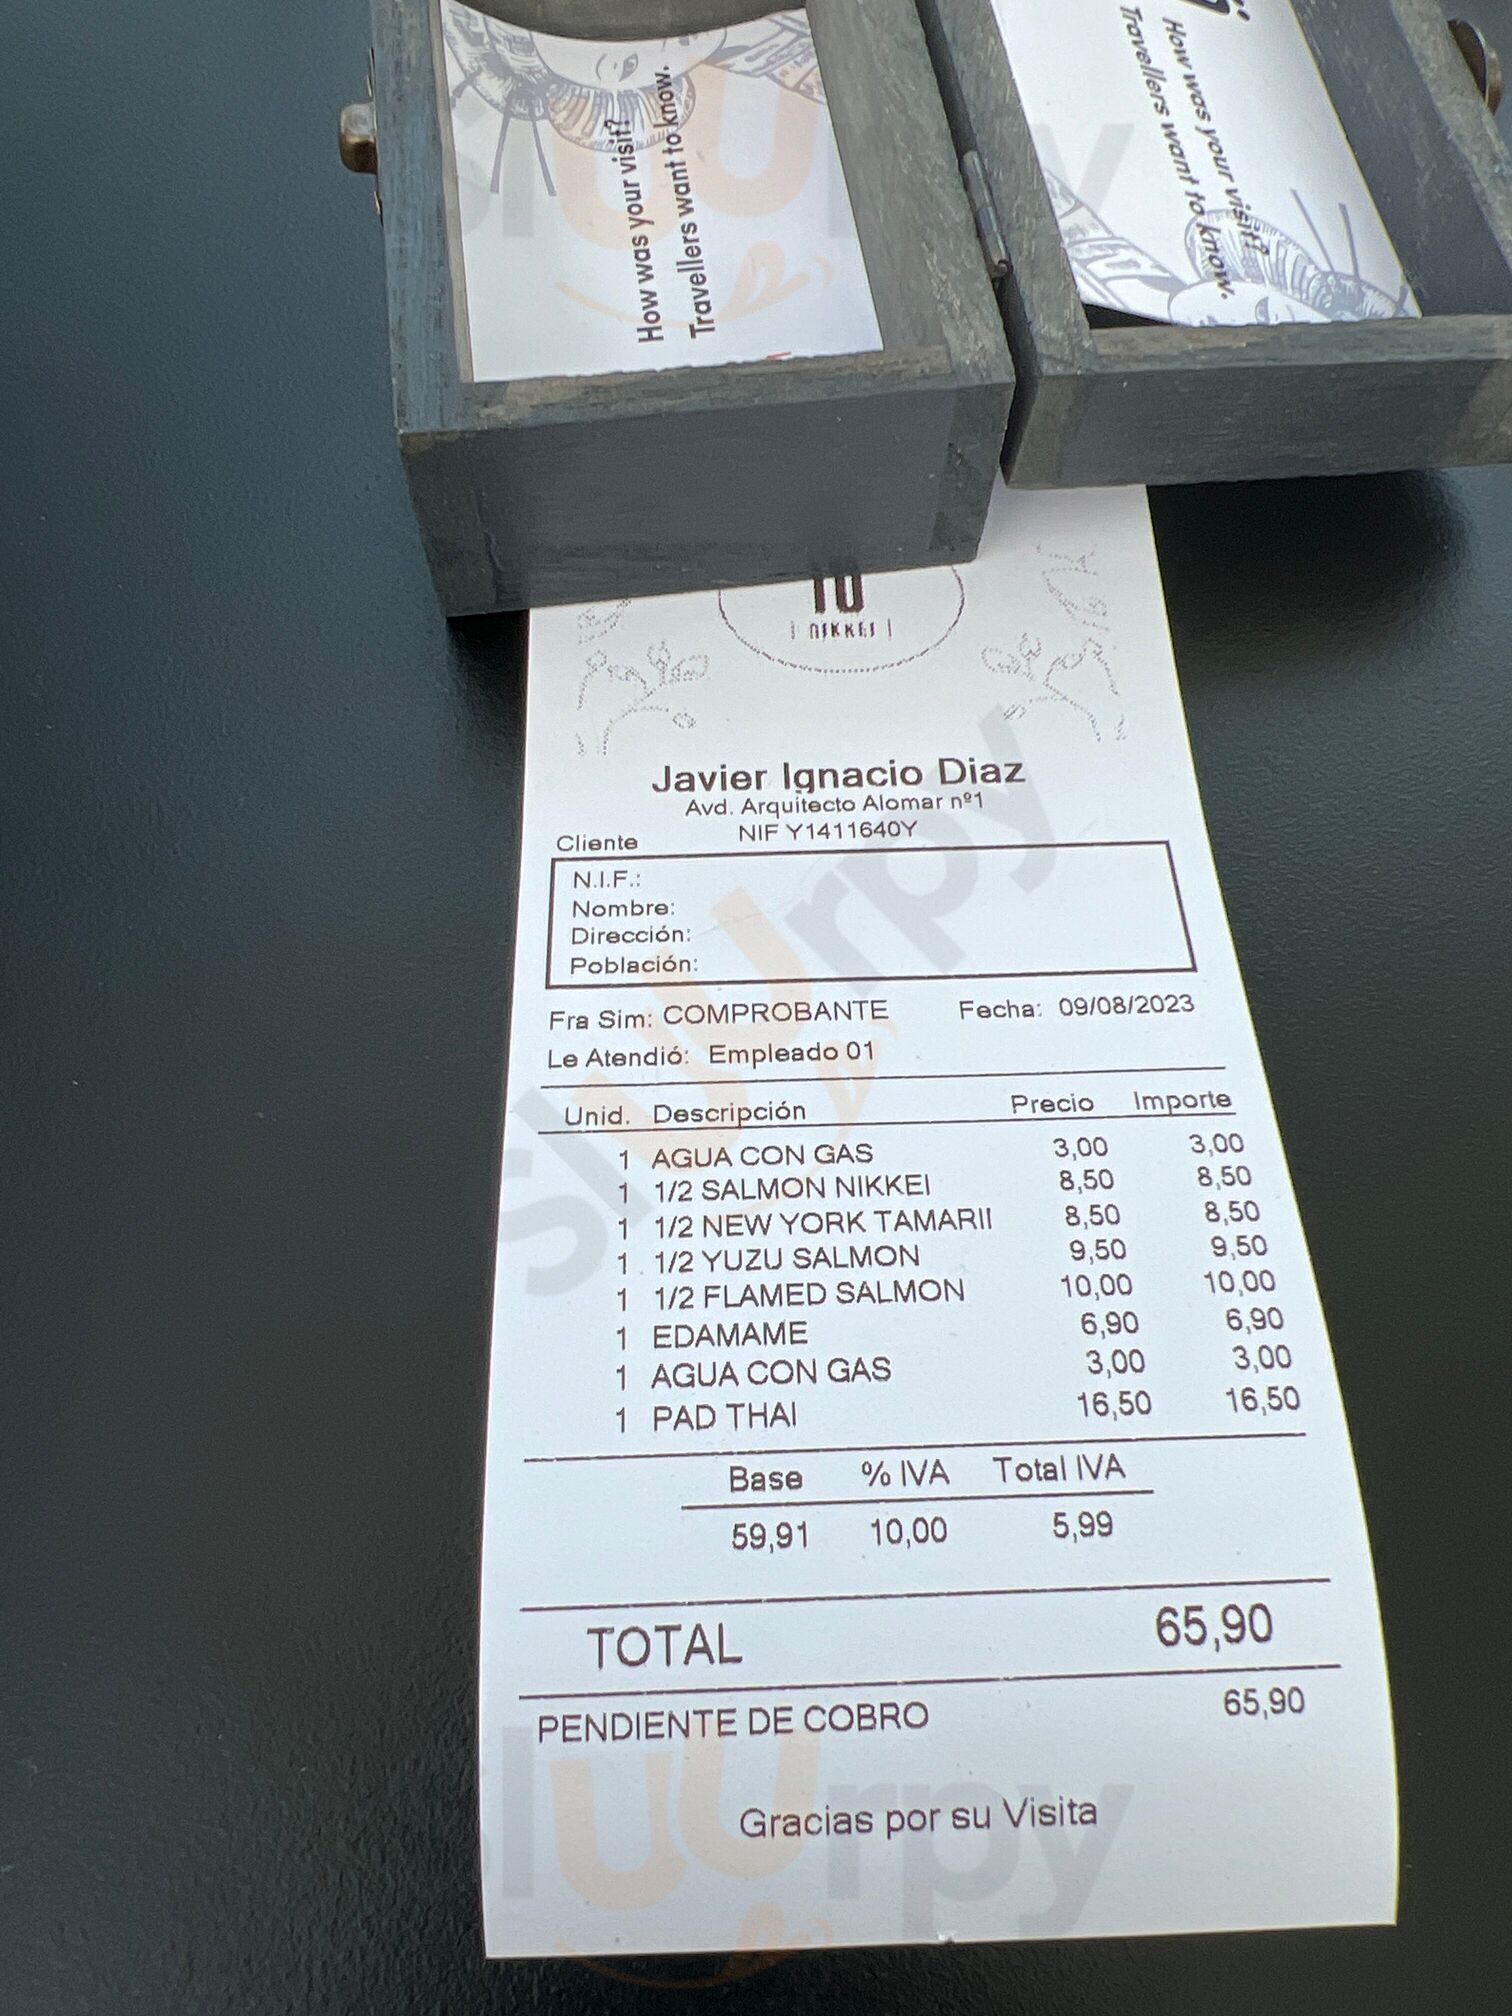 How was your visit?
Travellers want to know.
How was your visit?
Travellers want to know.
| NIKKEI |
Javier Ignacio Diaz
Avd. Arquitecto Alomar nº1
NIF Y1411640Y
Cliente
N.I.F.:
Nombre:
Dirección:
Población:
Fra Sim: COMPROBANTE Fecha: 09/08/2023
Le Atendió: Empleado 01
Unid. Descripción Precio Importe
1 AGUA CON GAS 3,00 3,00
1 1/2 SALMON NIKKEI 8,50 8,50
1 1/2 NEW YORK TAMARII 8,50 8,50
1 1/2 YUZU SALMON 9,50 9,50
1 1/2 FLAMED SALMON 10,00 10,00
1 EDAMAME 6,90 6,90
1 AGUA CON GAS 3,00 3,00
1 PAD THAI 16,50 16,50
Base % IVA Total IVA
59,91 10,00 5,99
TOTAL 65,90
PENDIENTE DE COBRO 65,90
Gracias por su Visita
sluurpy
sluurpy
sluurpy